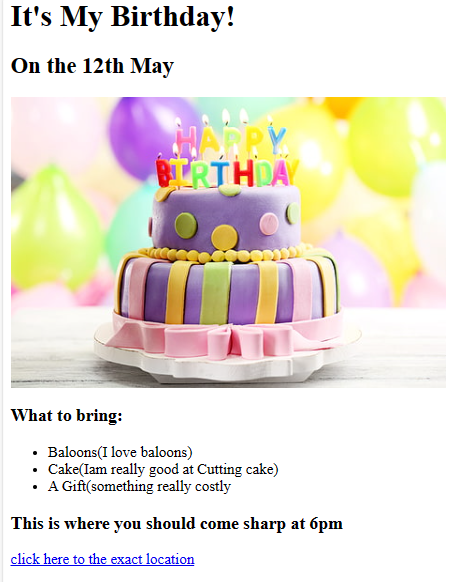 It's My Birthday!
On the 12th May
HAPPY
BIRTHDAY
What to bring:
Baloons(I love baloons)
Cake(Iam really good at Cutting cake)
A Gift(something really costly
This is where you should come sharp at 6pm
click here to the exact location